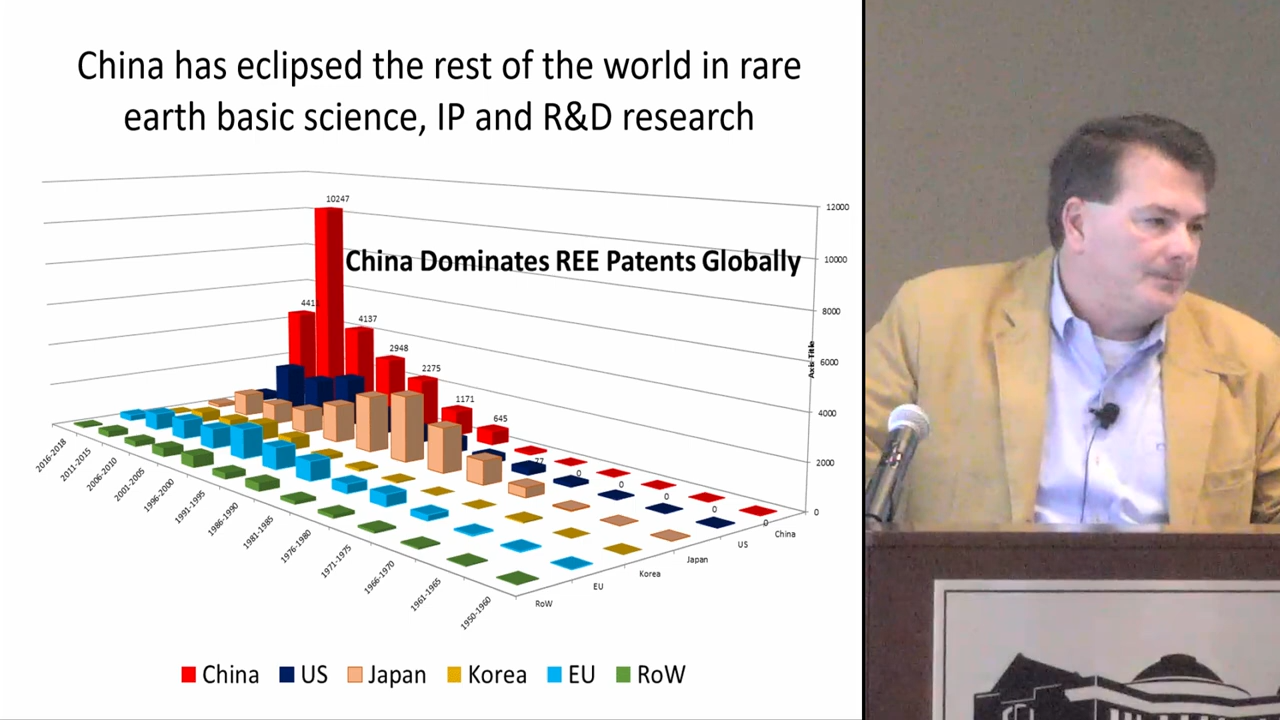 China has eclipsed the rest of the world in rare
earth basic science, IP and R&D research
China Dominates REE Patents Globally
10247
4137
2948
2275
1171
645
77
0
0
0
0
0
12000
10000
8000
6000
4000
2000
0
Axis Title
2016-2018
2011-2015
2006-2010
2001-2005
1996-2000
1991-1995
1986-1990
1981-1985
1976-1980
1971-1975
1966-1970
1961-1965
1950-1960
RoW
EU
Korea
Japan
US
China
China US Japan Korea EU RoW